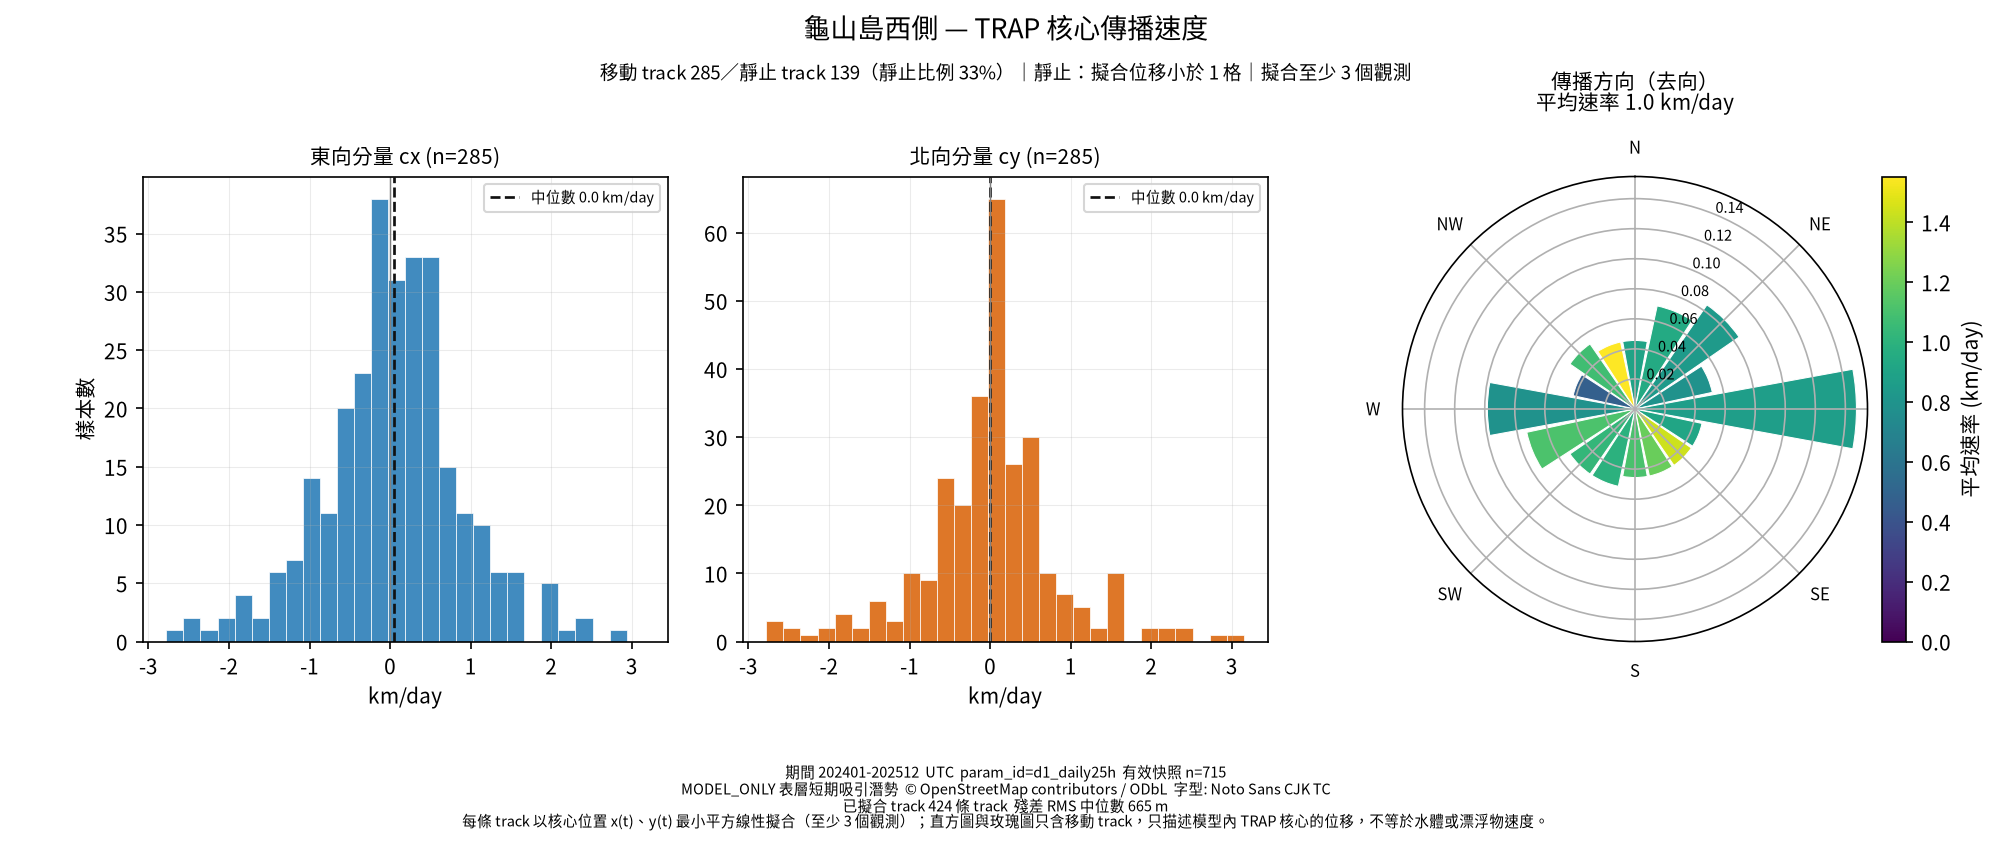 龜山島西側 — TRAP 核心傳播速度
移動 track 285／靜止 track 139（靜止比例 33%）｜靜止：擬合位移小於 1 格｜擬合至少 3 個觀測
東向分量 cx (n=285)
中位數 0.0 km/day
樣本數
35
30
25
20
15
10
5
0
-3 -2 -1 0 1 2 3
km/day
北向分量 cy (n=285)
中位數 0.0 km/day
60
50
40
30
20
10
0
-3 -2 -1 0 1 2 3
km/day
傳播方向（去向）
平均速率 1.0 km/day
N
NE
SE
S
SW
W
NW
0.14
0.12
0.10
0.08
0.06
0.04
0.02
1.4
1.2
1.0
0.8
0.6
0.4
0.2
0.0
平均速率 (km/day)
期間 202401-202512 UTC param_id=d1_daily25h 有效快照 n=715
MODEL_ONLY 表層短期吸引潛勢 © OpenStreetMap contributors / ODbL 字型: Noto Sans CJK TC
已擬合 track 424 條 track 殘差 RMS 中位數 665 m
每條 track 以核心位置 x(t)、y(t) 最小平方線性擬合（至少 3 個觀測）；直方圖與玫瑰圖只含移動 track，只描述模型內 TRAP 核心的位移，不等於水體或漂浮物速度。